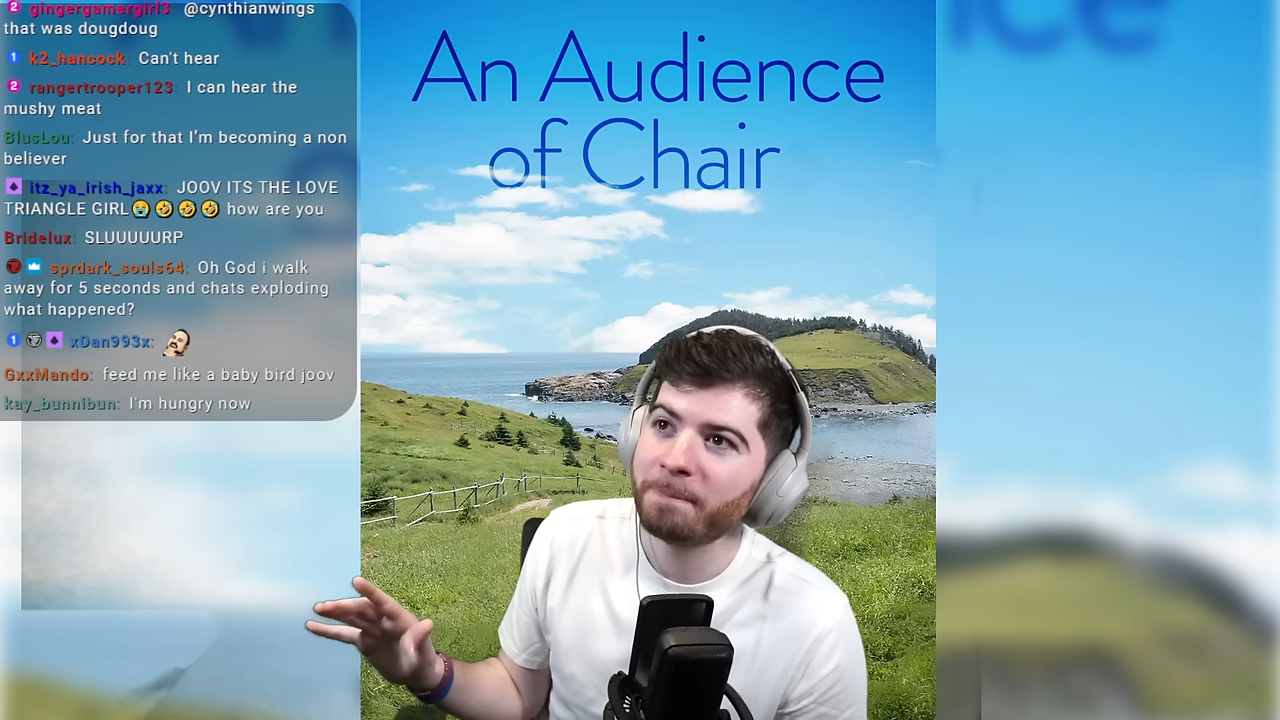 gingergamergirl3: @cynthianwings
that was dougdoug
k2_hancock: Can't hear
rangertrooper123: I can hear the
mushy meat
BlusLou: Just for that I'm becoming a non
believer
itz_ya_irish_jaxx: JOOV ITS THE LOVE
TRIANGLE GIRL😭🤣🤣🤣 how are you
Bridelux: SLUUUUURP
sprdark_souls64: Oh God i walk
away for 5 seconds and chats exploding
what happened?
xDan993x:
GxxMando: feed me like a baby bird joov
kay_bunnibun: I'm hungry now
An Audience
of Chair